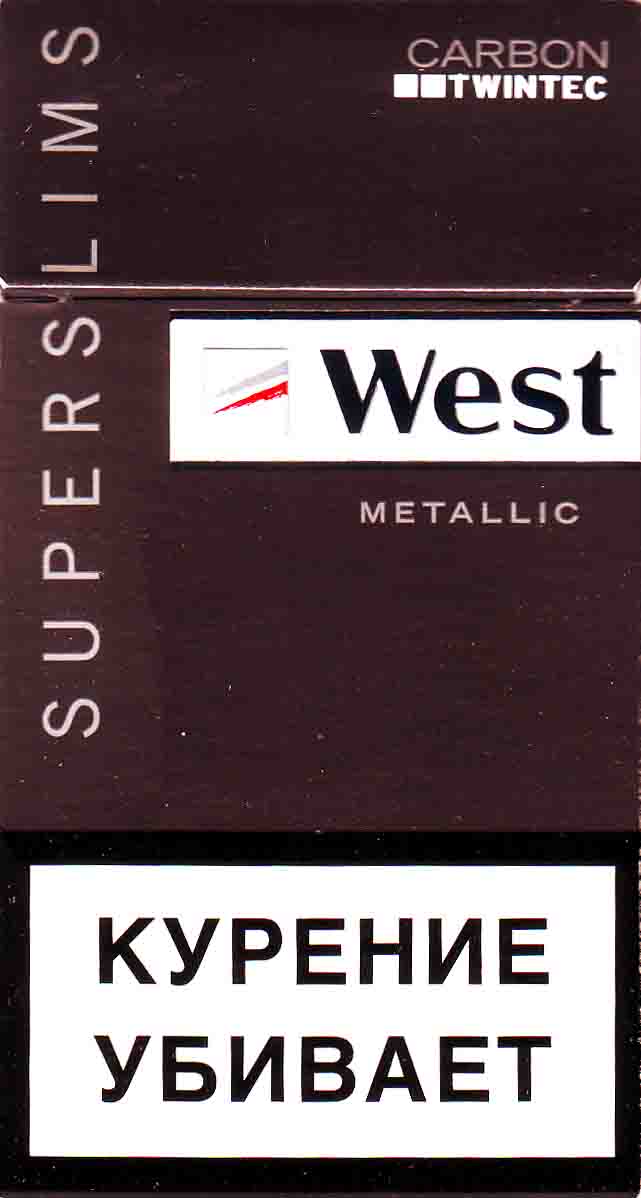 CARBON
TWINTEC
SUPERSLIMS
West
METALLIC
КУРЕНИЕ
УБИВАЕТ